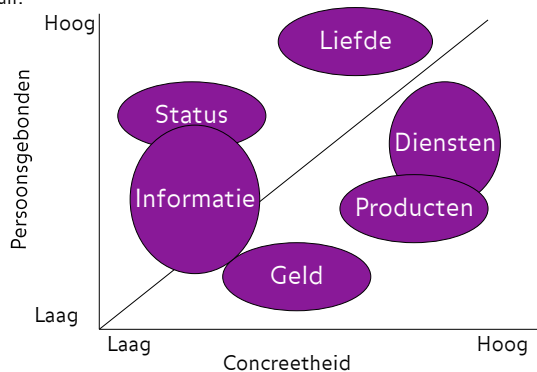 Hoog
Liefde
Status
Diensten
Persoonsgebonden
Informatie
Producten
Geld
Laag
Laag
Hoog
Concreetheid